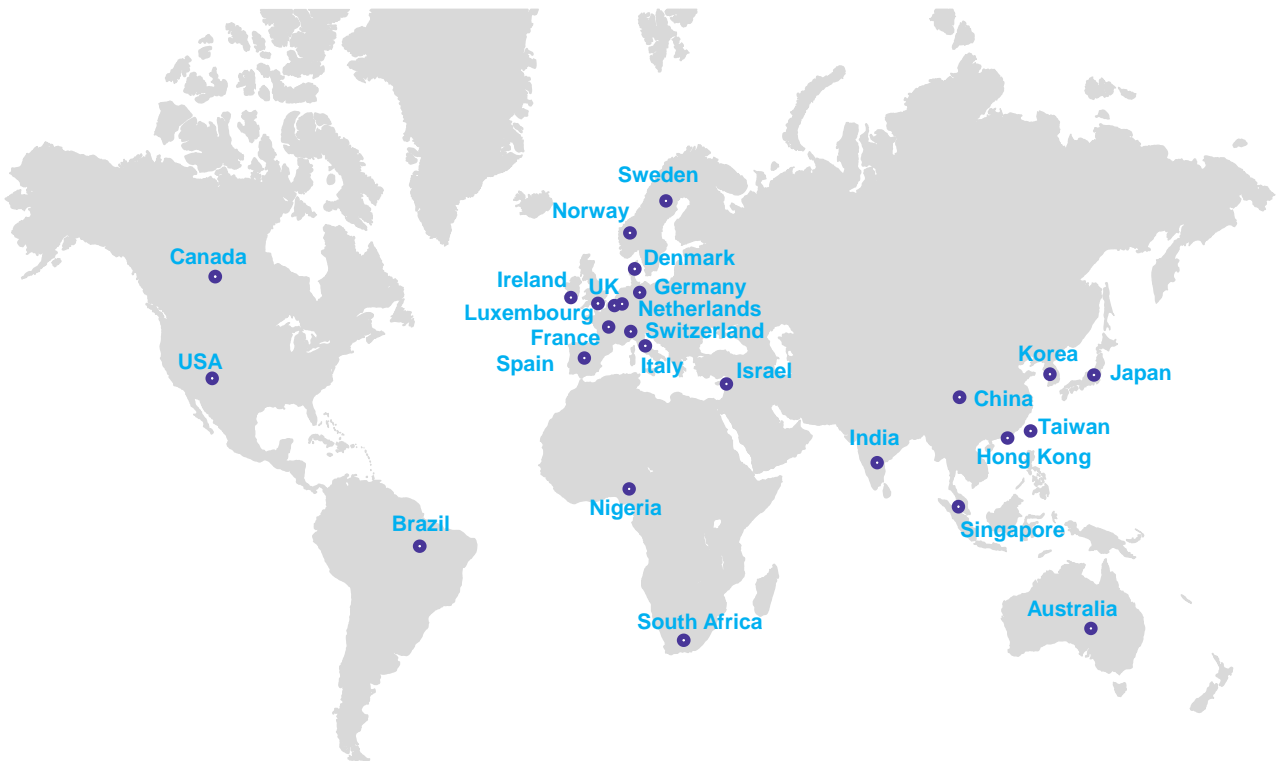 Sweden
Norway
Canada
Denmark
Ireland
UK
Germany
Luxembourg
Netherlands
France
Switzerland
USA
Spain
Italy
Israel
Korea
Japan
China
Taiwan
India
Hong Kong
Nigeria
Brazil
Singapore
Australia
South Africa